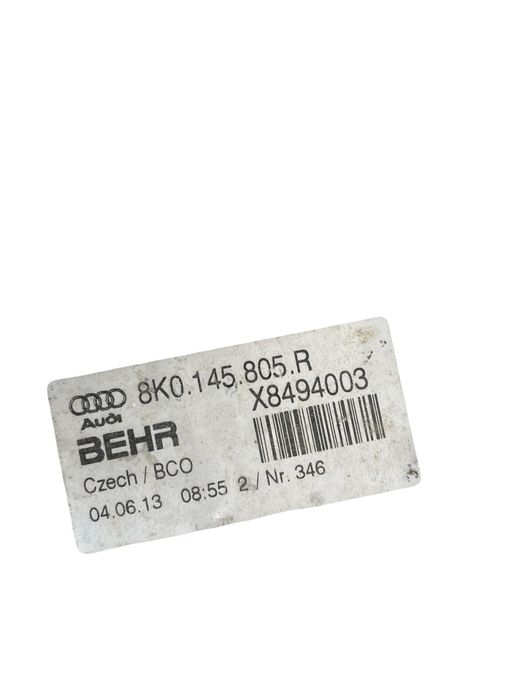 8K0.145.805.R
Audi
X8494003
BEHR
Czech / BCO
04.06.13 08:55 2 / Nr. 346